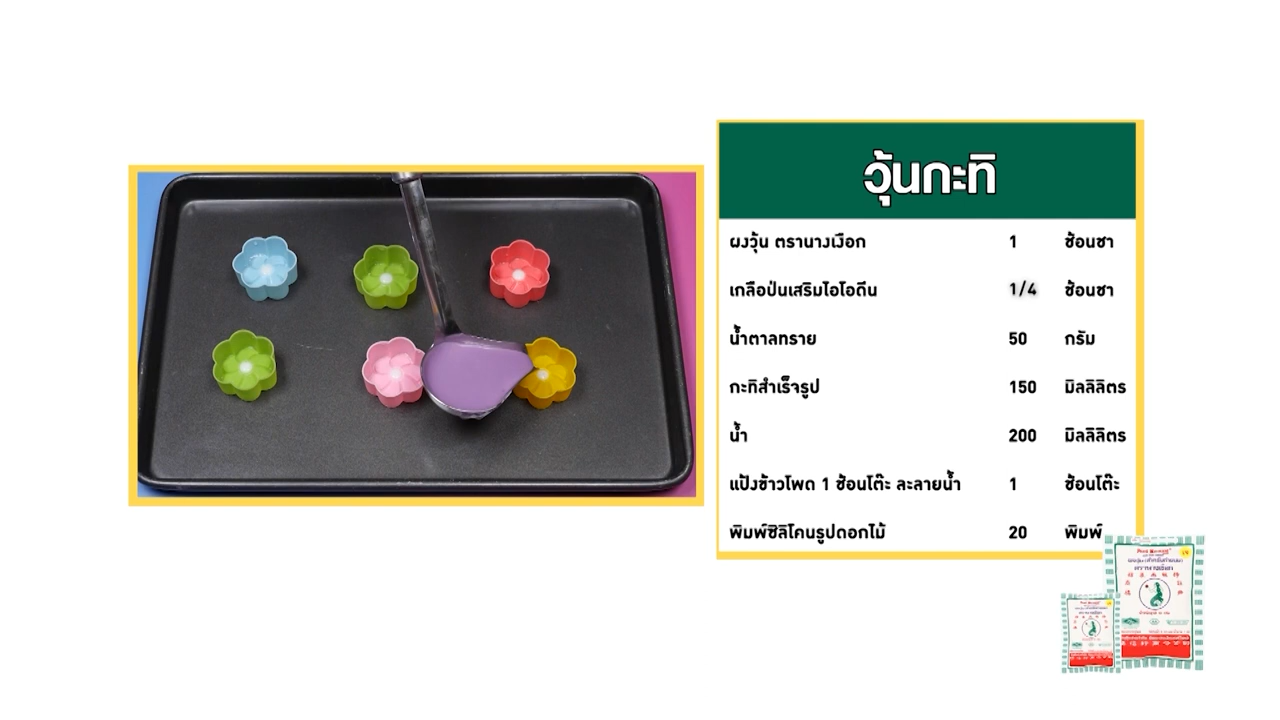 วุ้นกะทิ
ผงวุ้น ตรานางเงือก 1 ช้อนชา
เกลือป่นเสริมไอโอดีน 1/4 ช้อนชา
น้ำตาลทราย 50 กรัม
กะทิสำเร็จรูป 150 มิลลิลิตร
น้ำ 200 มิลลิลิตร
แป้งข้าวโพด 1 ช้อนโต๊ะ ละลายน้ำ 1 ช้อนโต๊ะ
พิมพ์ซิลิโคนรูปดอกไม้ 20 พิมพ์